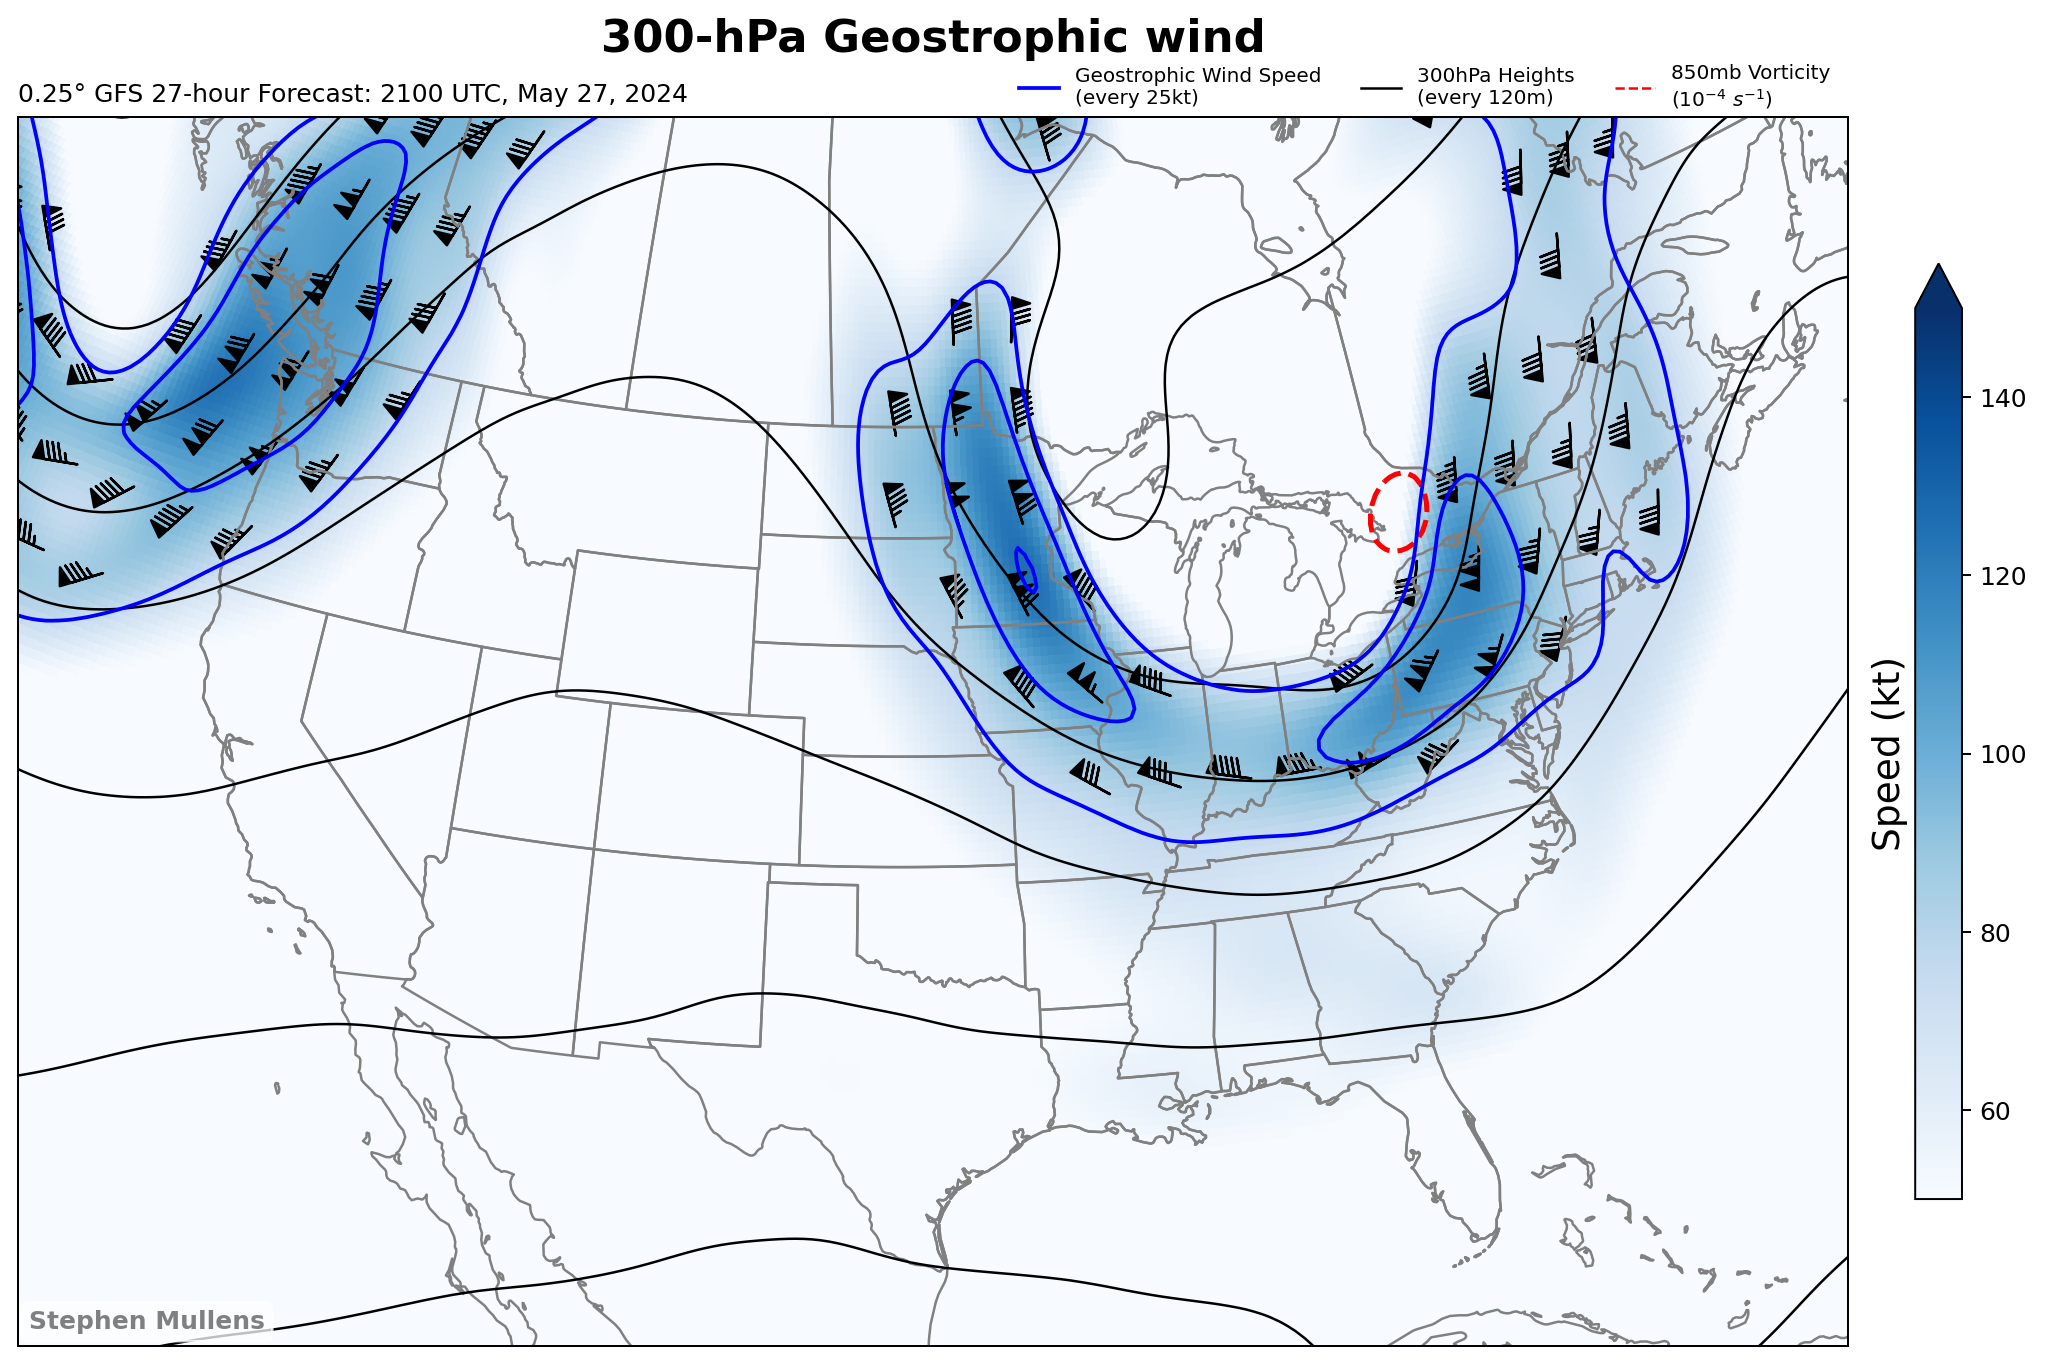 300-hPa Geostrophic wind
0.25° GFS 27-hour Forecast: 2100 UTC, May 27, 2024
Geostrophic Wind Speed
(every 25kt)
300hPa Heights
(every 120m)
850mb Vorticity
(10⁻⁴ s⁻¹)
140
120
100
80
60
Speed (kt)
Stephen Mullens